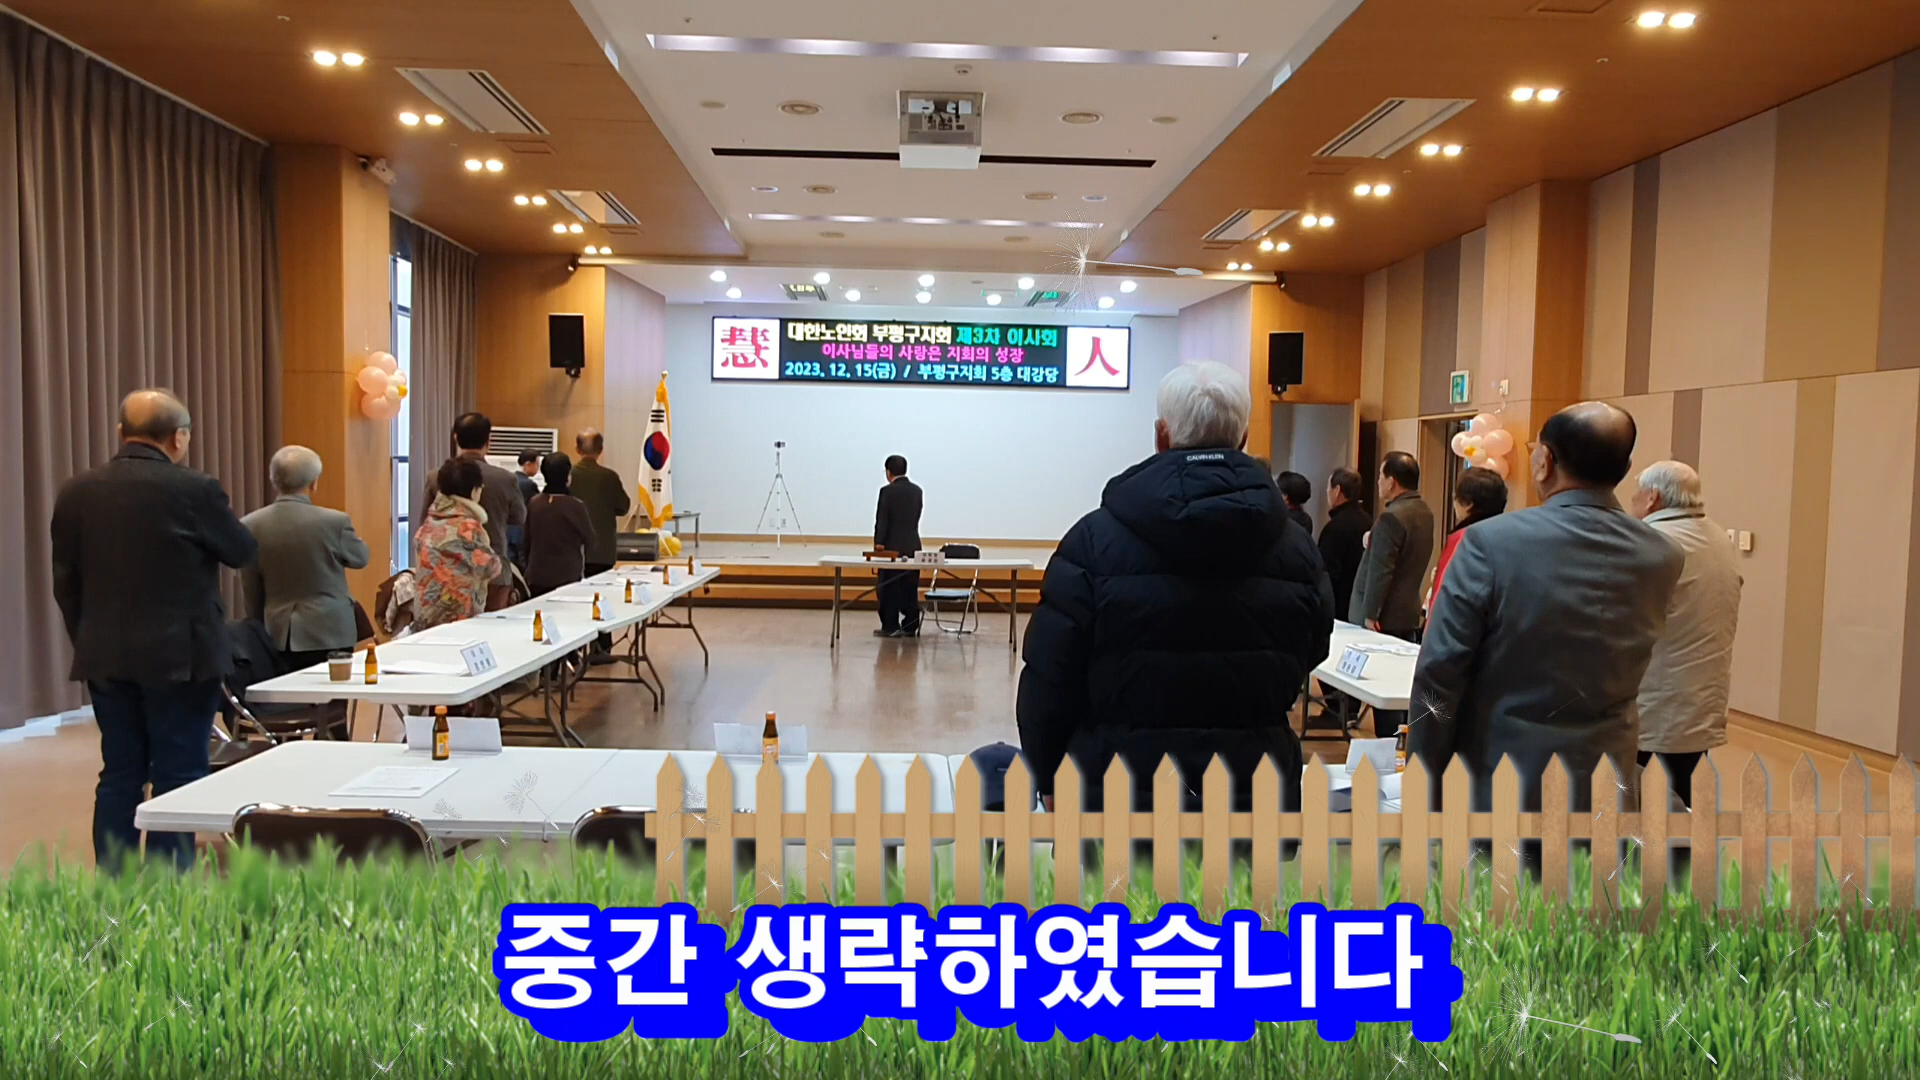 慧
대한노인회 부평구지회 제3차 이사회
이사님들의 사랑은 지회의 성장
2023. 12. 15(금) / 부평구지회 5층 대강당
人
CALVIN KLEIN
중간 생략하였습니다